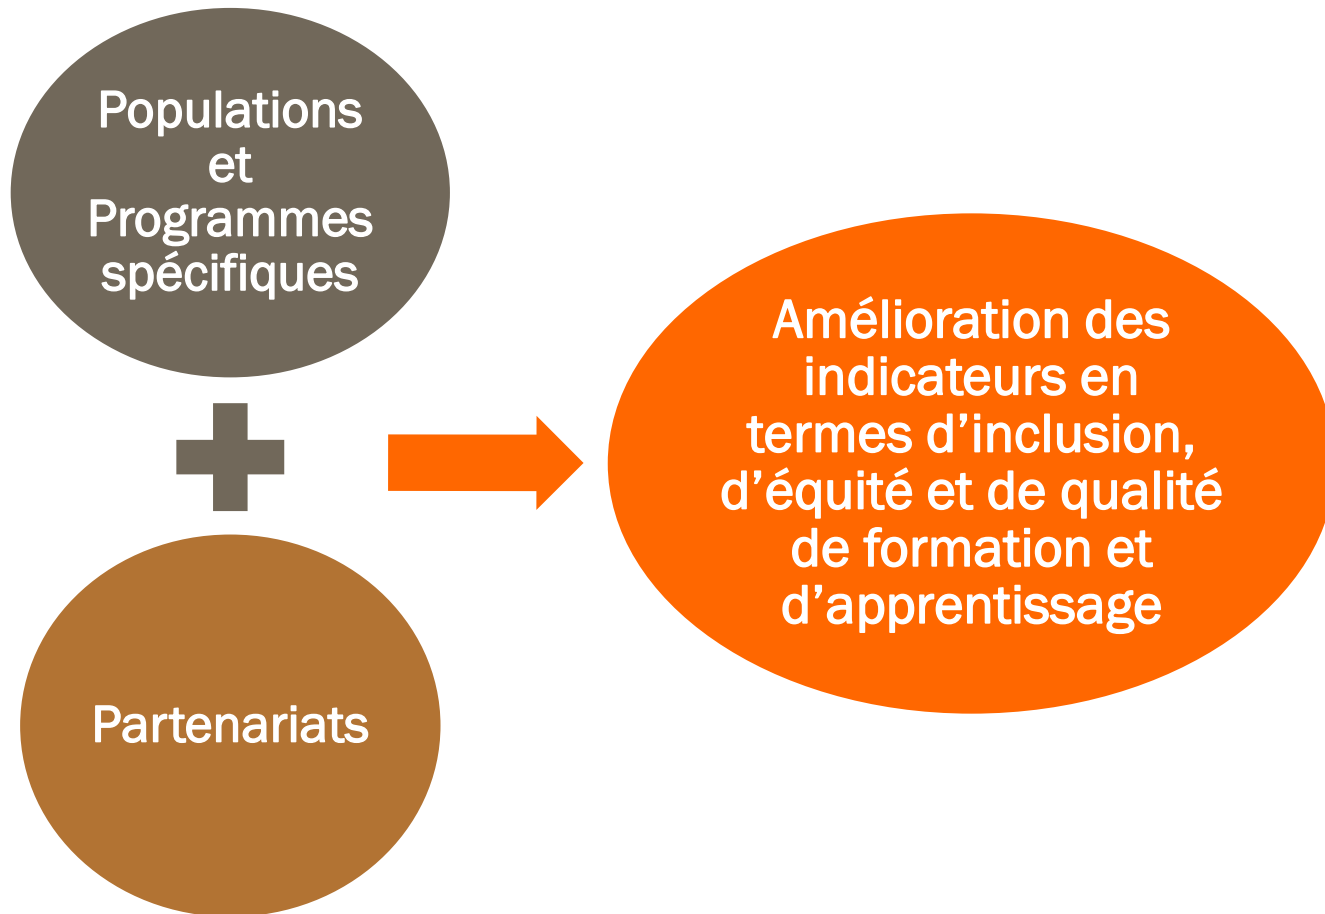 Populations
et
Programmes
spécifiques
Partenariats
Amélioration des
indicateurs en
termes d’inclusion,
d’équité et de qualité
de formation et
d’apprentissage